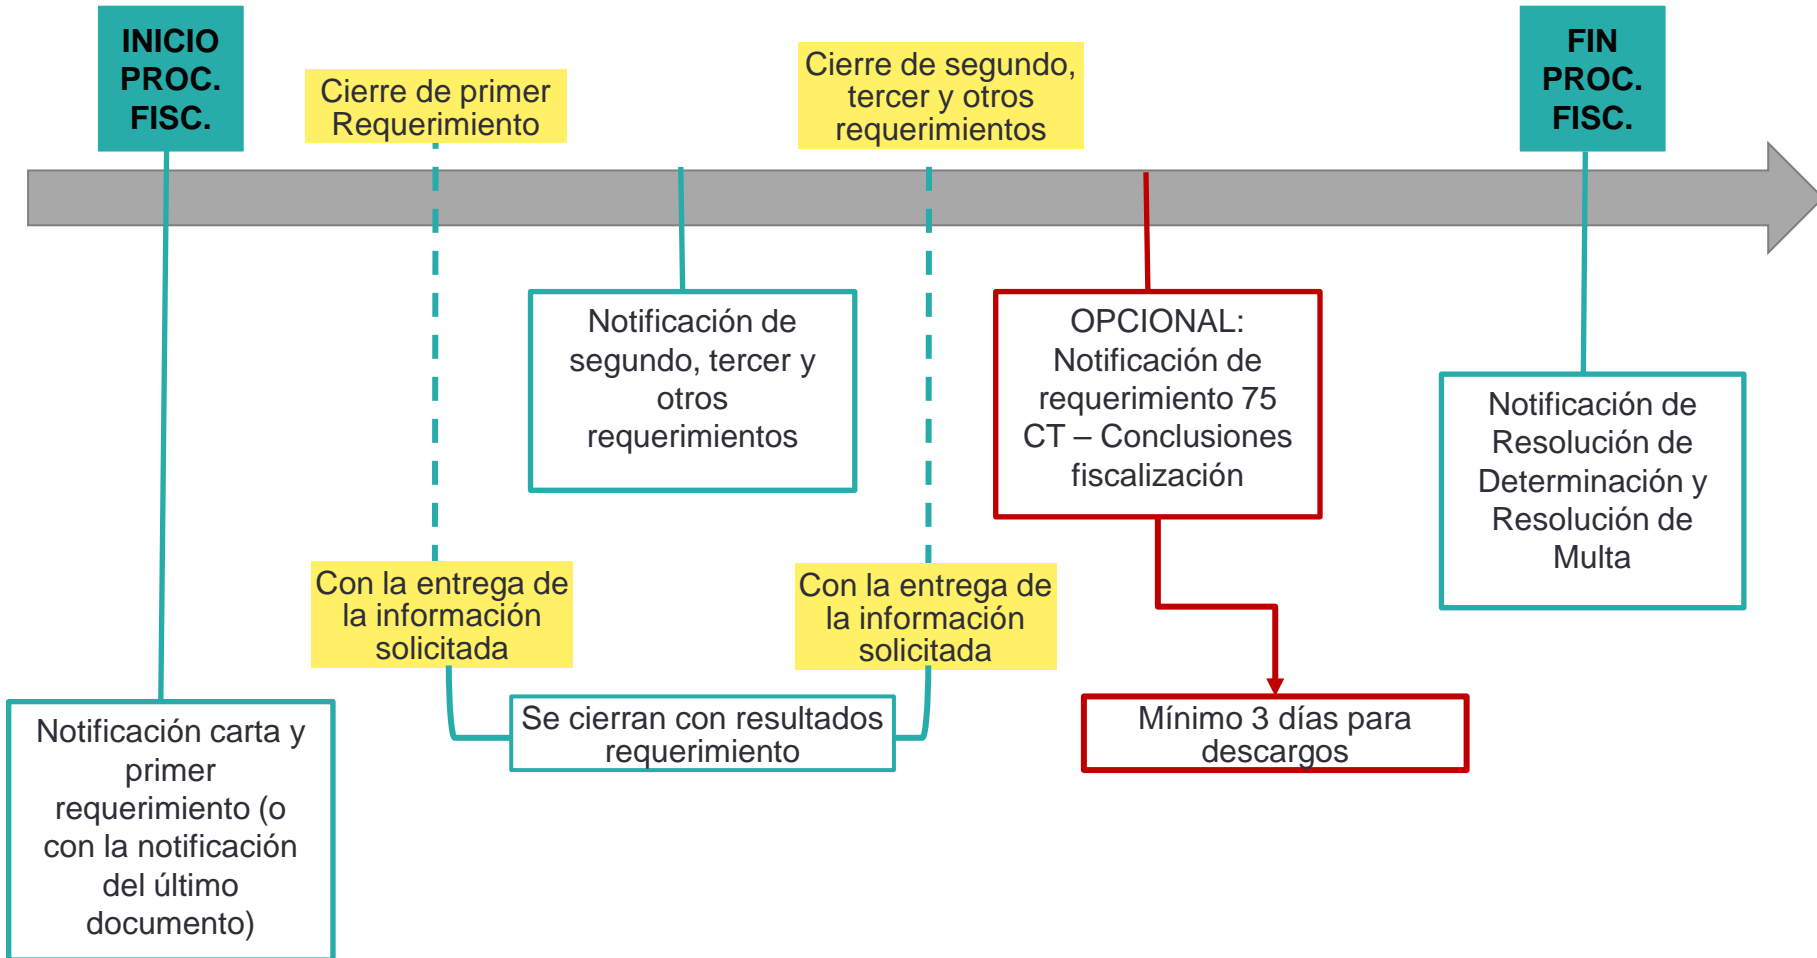 INICIO
PROC.
FISC.
Cierre de primer
Requerimiento
Cierre de segundo,
tercer y otros
requerimientos
FIN
PROC.
FISC.
Notificación de
segundo, tercer y
otros
requerimientos
OPCIONAL:
Notificación de
requerimiento 75
CT – Conclusiones
fiscalización
Notificación de
Resolución de
Determinación y
Resolución de
Multa
Con la entrega de
la información
solicitada
Con la entrega de
la información
solicitada
Notificación carta y
primer
requerimiento (o
con la notificación
del último
documento)
Se cierran con resultados
requerimiento
Mínimo 3 días para
descargos